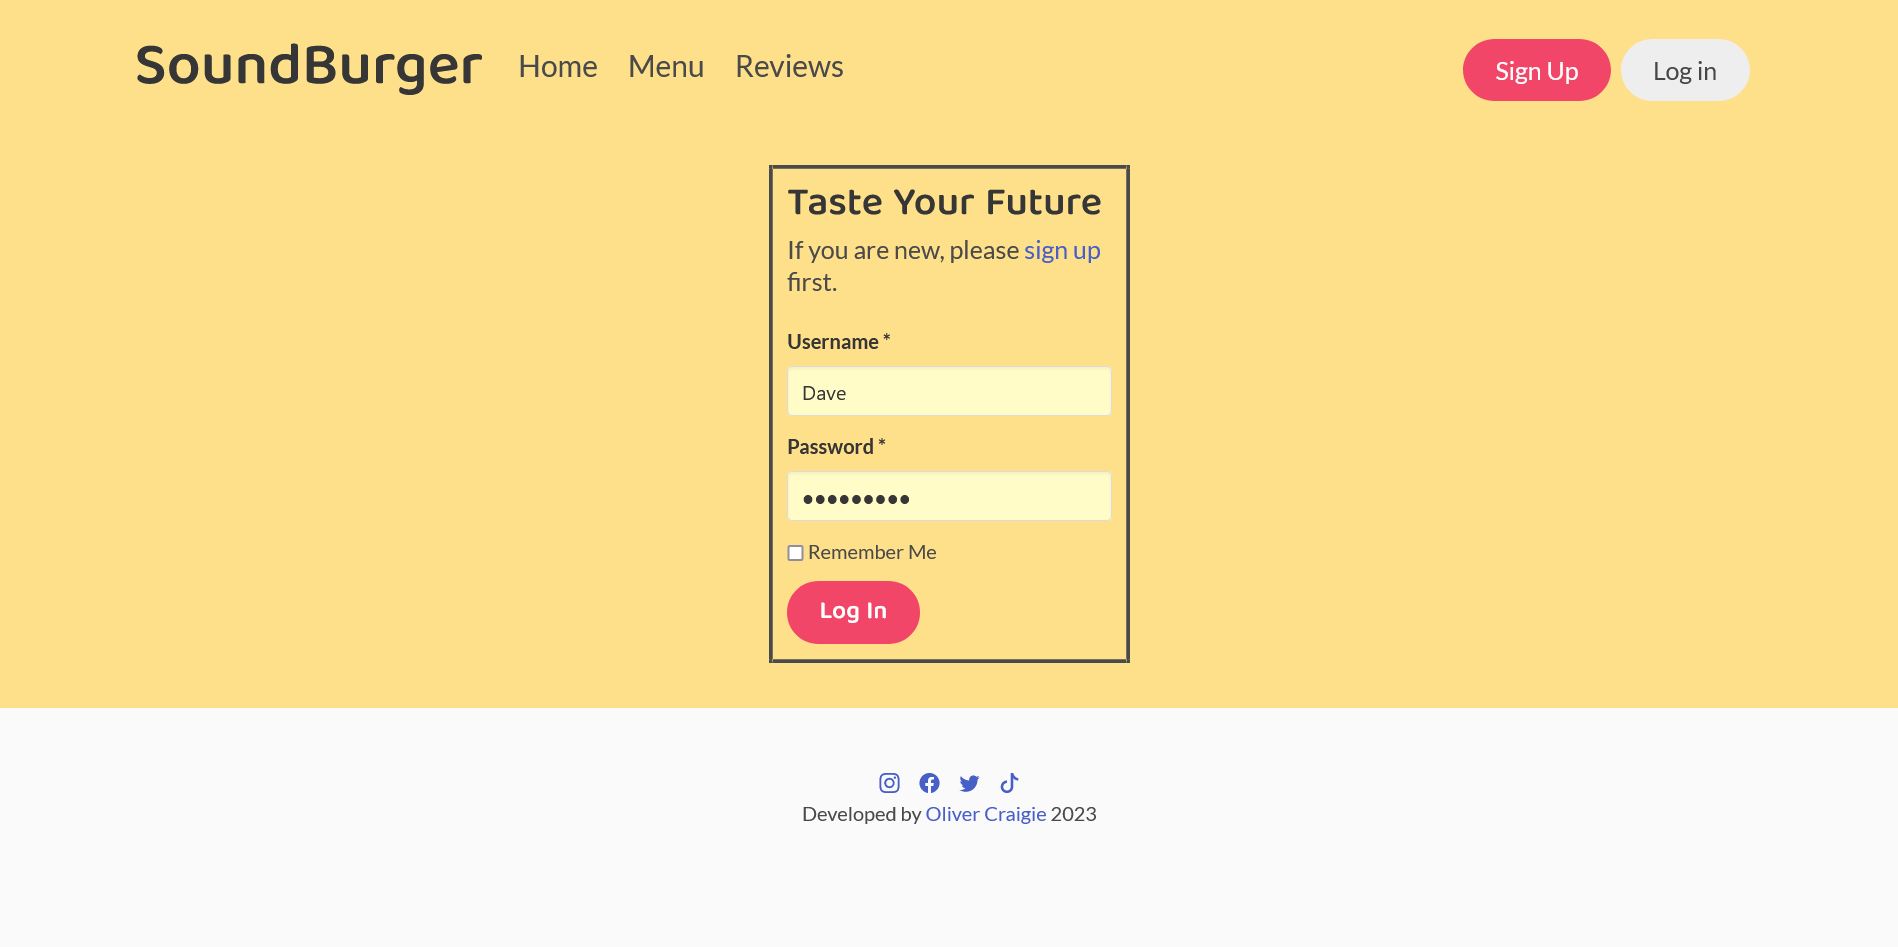 SoundBurger Home Menu Reviews Sign Up Log in
Taste Your Future
If you are new, please sign up
first.
Username *
Dave
Password *
•••••••••
Remember Me
Log In
Developed by Oliver Craigie 2023